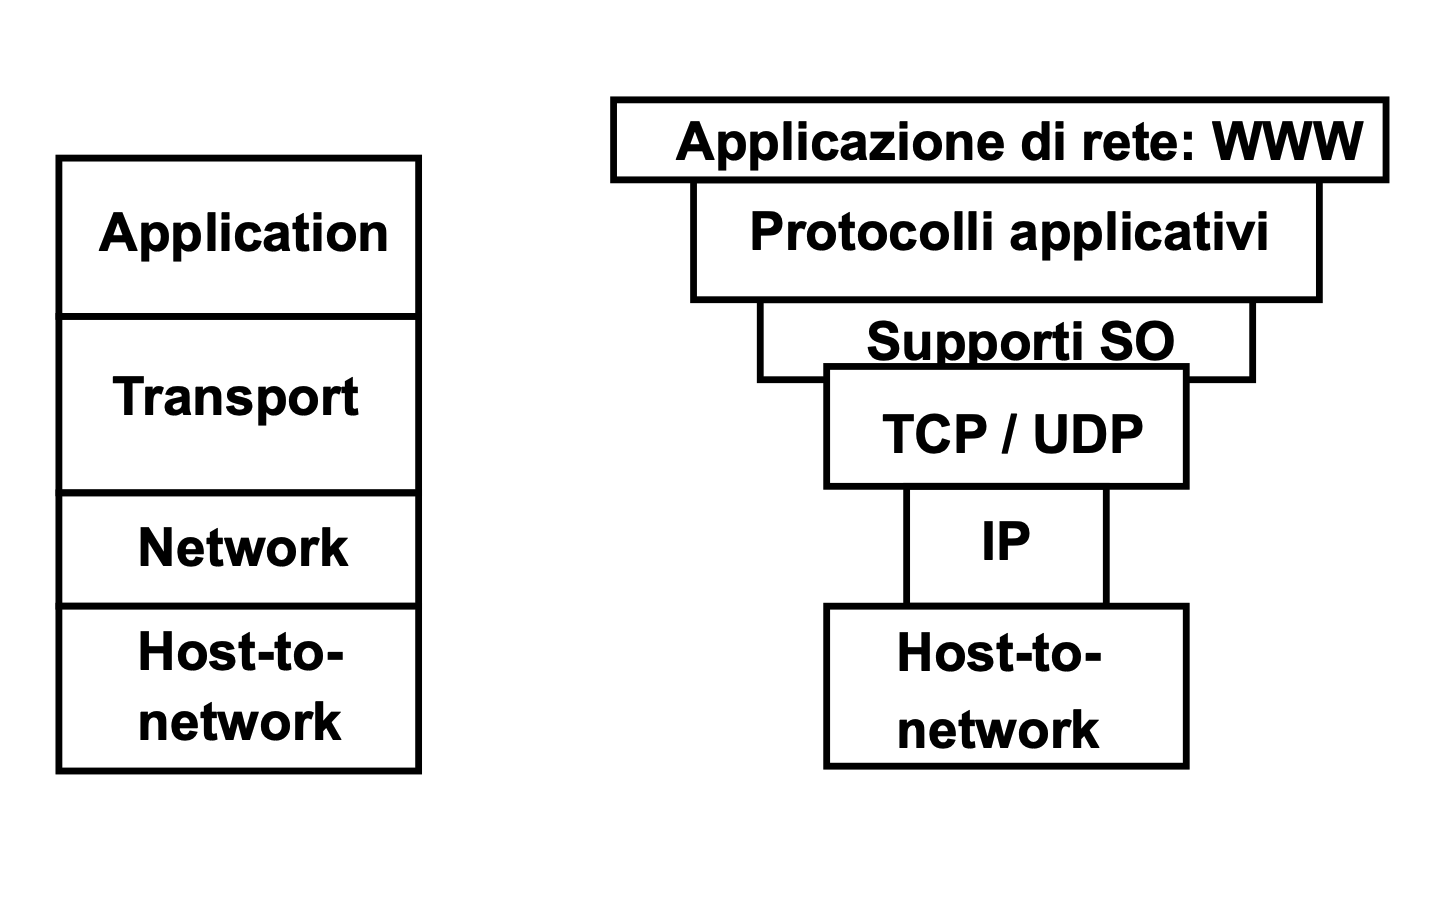 Application
Transport
Network
Host-to-
network
Applicazione di rete: WWW
Protocolli applicativi
Supporti SO
TCP / UDP
IP
Host-to-
network